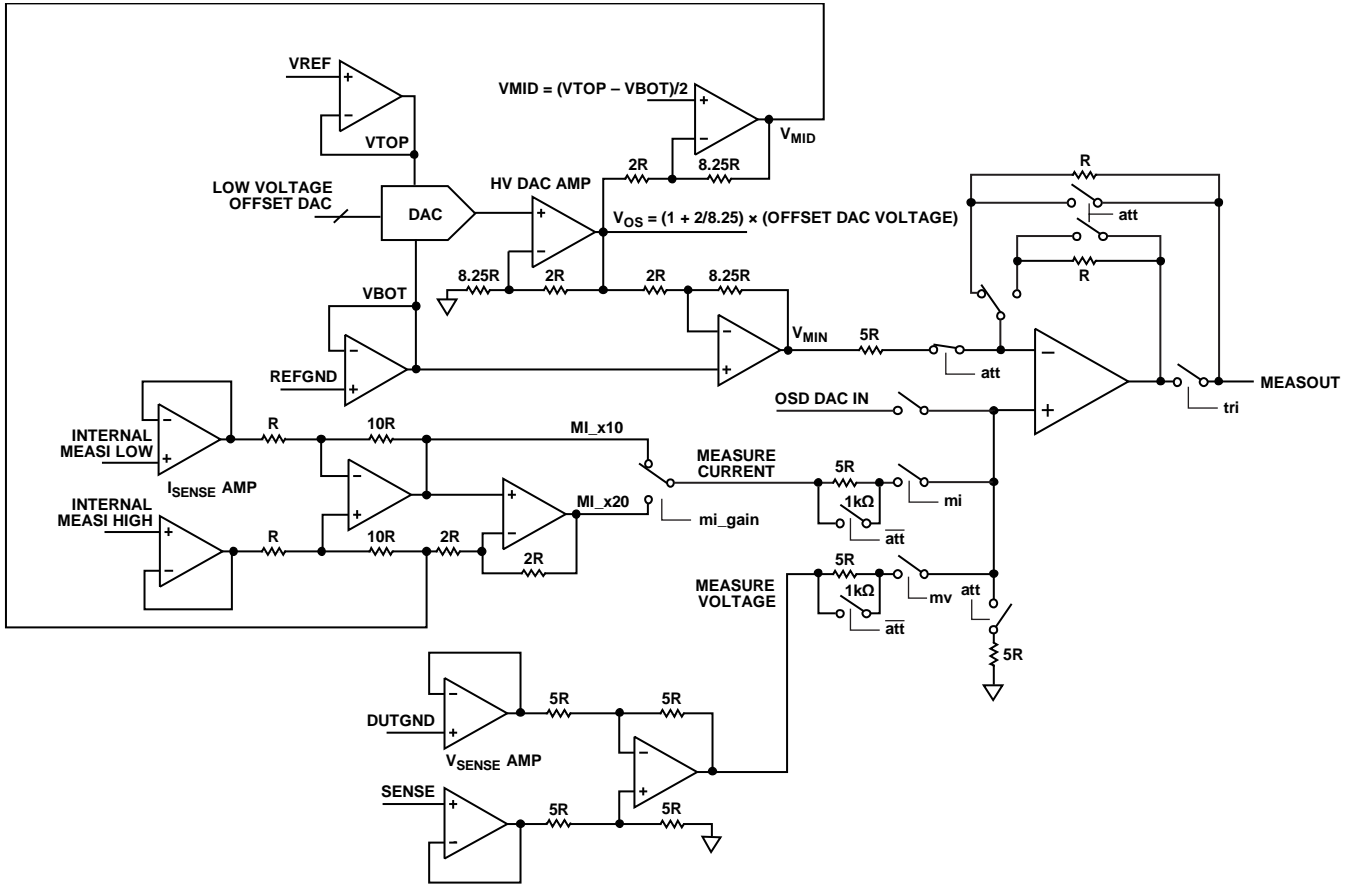 VREF
+
−
VTOP
VMID = (VTOP – VBOT)/2
+
−
VMID
2R
8.25R
LOW VOLTAGE
OFFSET DAC
DAC
HV DAC AMP
+
−
VOS = (1 + 2/8.25) × (OFFSET DAC VOLTAGE)
R
att
R
8.25R
2R
2R
8.25R
VBOT
−
+
REFGND
−
+
VMIN
5R
att
−
+
MEASOUT
tri
OSD DAC IN
INTERNAL
MEASI LOW
−
+
ISENSE AMP
R
10R
MI_x10
−
+
INTERNAL
MEASI HIGH
+
−
R
10R
2R
+
−
2R
MI_x20
mi_gain
MEASURE
CURRENT
5R
1kΩ
att
mi
MEASURE
VOLTAGE
5R
1kΩ
att
mv
att
5R
−
+
DUTGND
VSENSE AMP
5R
5R
−
+
SENSE
+
−
5R
5R